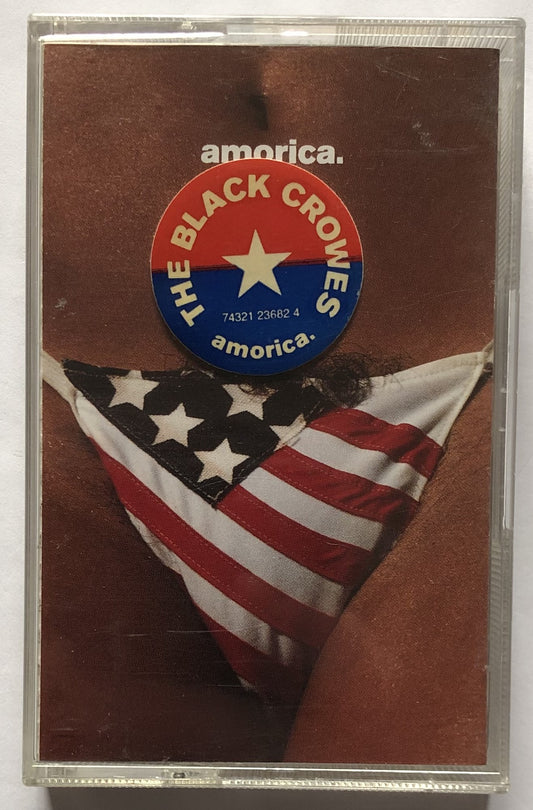 amorica.
THE BLACK CROWES
74321 23682 4
amorica.